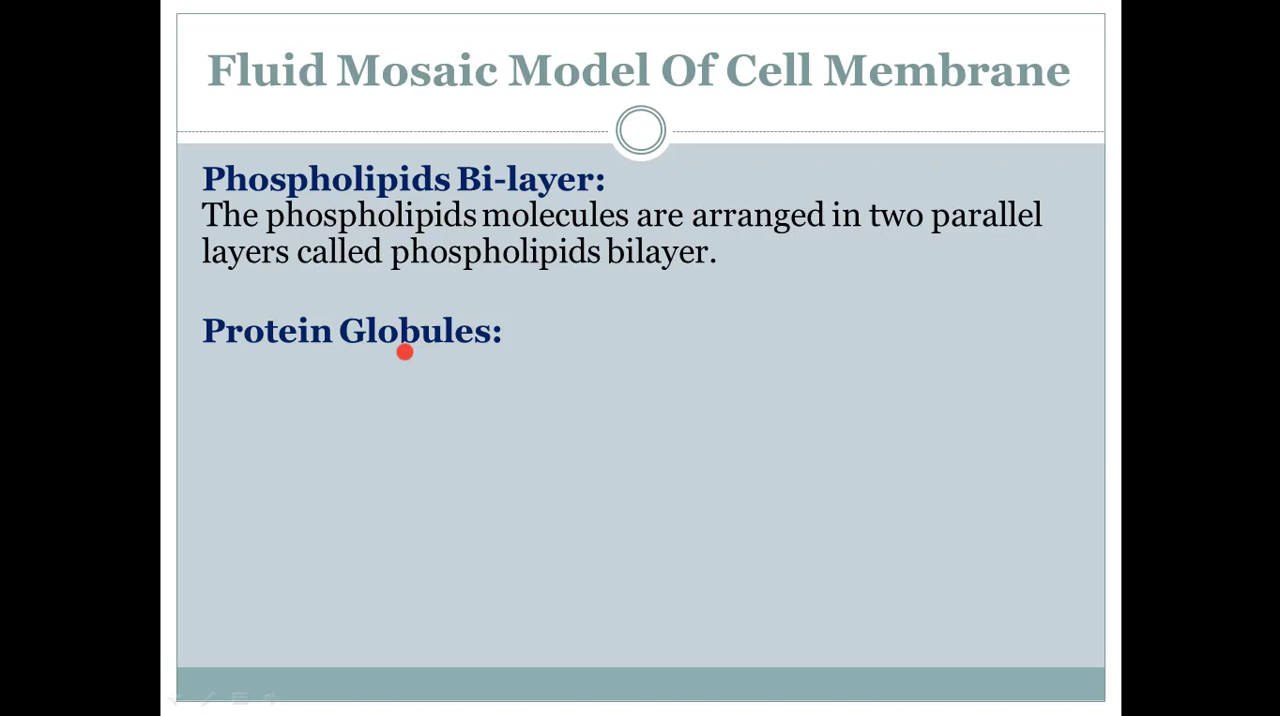 Fluid Mosaic Model Of Cell Membrane
Phospholipids Bi-layer:
The phospholipids molecules are arranged in two parallel
layers called phospholipids bilayer.
Protein Globules: